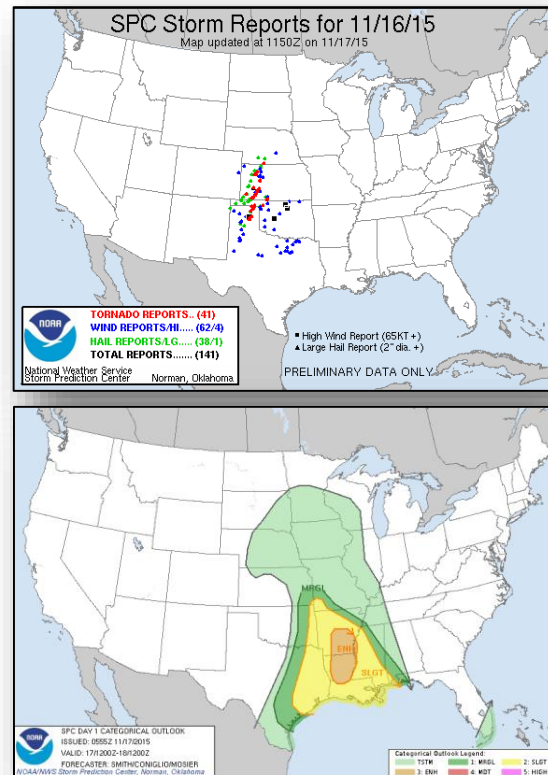 SPC Storm Reports for 11/16/15
Map updated at 1150Z on 11/17/15
NOAA
TORNADO REPORTS.. (41)
WIND REPORTS/HI..... (62/4)
HAIL REPORTS/LG..... (38/1)
TOTAL REPORTS....... (141)
National Weather Service
Storm Prediction Center Norman, Oklahoma
■ High Wind Report (65KT +)
▲ Large Hail Report (2" dia. +)
PRELIMINARY DATA ONLY
MRGL
ENH
SLGT
NOAA
SPC DAY 1 CATEGORICAL OUTLOOK
ISSUED: 0555Z 11/17/2015
VALID: 17/1200Z-18/1200Z
FORECASTER: SMITH/CONIGLIO/MOSIER
NOAA/NWS Storm Prediction Center, Norman, Oklahoma
Categorical Outlook Legend:
TSTM 1: MRGL 2: SLGT
3: ENH 4: MDT 5: HIGH